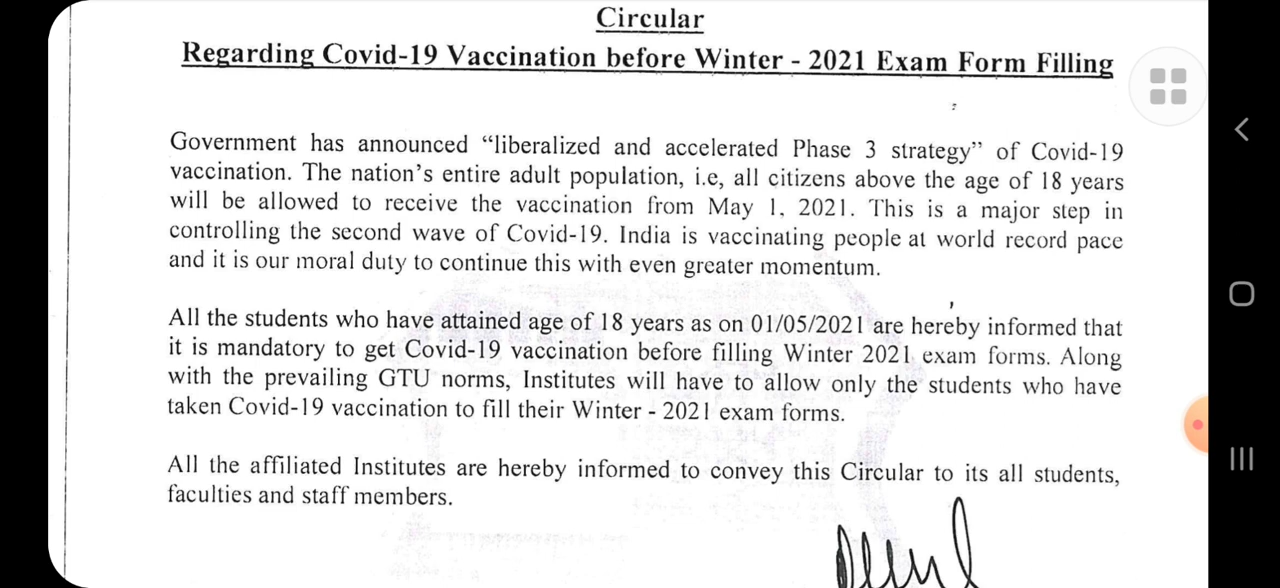 Circular
Regarding Covid-19 Vaccination before Winter - 2021 Exam Form Filling
Government has announced “liberalized and accelerated Phase 3 strategy” of Covid-19
vaccination. The nation’s entire adult population, i.e, all citizens above the age of 18 years
will be allowed to receive the vaccination from May 1, 2021. This is a major step in
controlling the second wave of Covid-19. India is vaccinating people at world record pace
and it is our moral duty to continue this with even greater momentum.
All the students who have attained age of 18 years as on 01/05/2021 are hereby informed that
it is mandatory to get Covid-19 vaccination before filling Winter 2021 exam forms. Along
with the prevailing GTU norms, Institutes will have to allow only the students who have
taken Covid-19 vaccination to fill their Winter - 2021 exam forms.
All the affiliated Institutes are hereby informed to convey this Circular to its all students,
faculties and staff members.